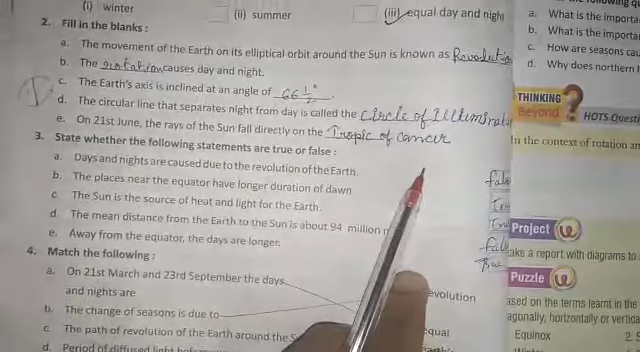 (i) winter
(ii) summer
(iii) equal day and night
2. Fill in the blanks :
a. The movement of the Earth on its elliptical orbit around the Sun is known as Revolution
b. The rotation causes day and night.
c. The Earth's axis is inclined at an angle of 66 1/2°.
d. The circular line that separates night from day is called the circle of
e. On 21st June, the rays of the Sun fall directly on the Tropic of cancer
3. State whether the following statements are true or false :
a. Days and nights are caused due to the revolution of the Earth.
b. The places near the equator have longer duration of dawn
c. The Sun is the source of heat and light for the Earth.
d. The mean distance from the Earth to the Sun is about 94 million
e. Away from the equator, the days are longer.
4. Match the following :
a. On 21st March and 23rd September the days
and nights are
b. The change of seasons is due to
c. The path of revolution of the Earth around the
d. Period of diffused light
evolution
equal
a. What is the importa
b. What is the importa
c. How are seasons cau
d. Why does northern
THINKING
Beyond
HOTS Questi
In the context of rotation an
Project
ake a report with diagrams to
Puzzle
ased on the terms learnt in the
agonally, horizontally or vertica
Equinox